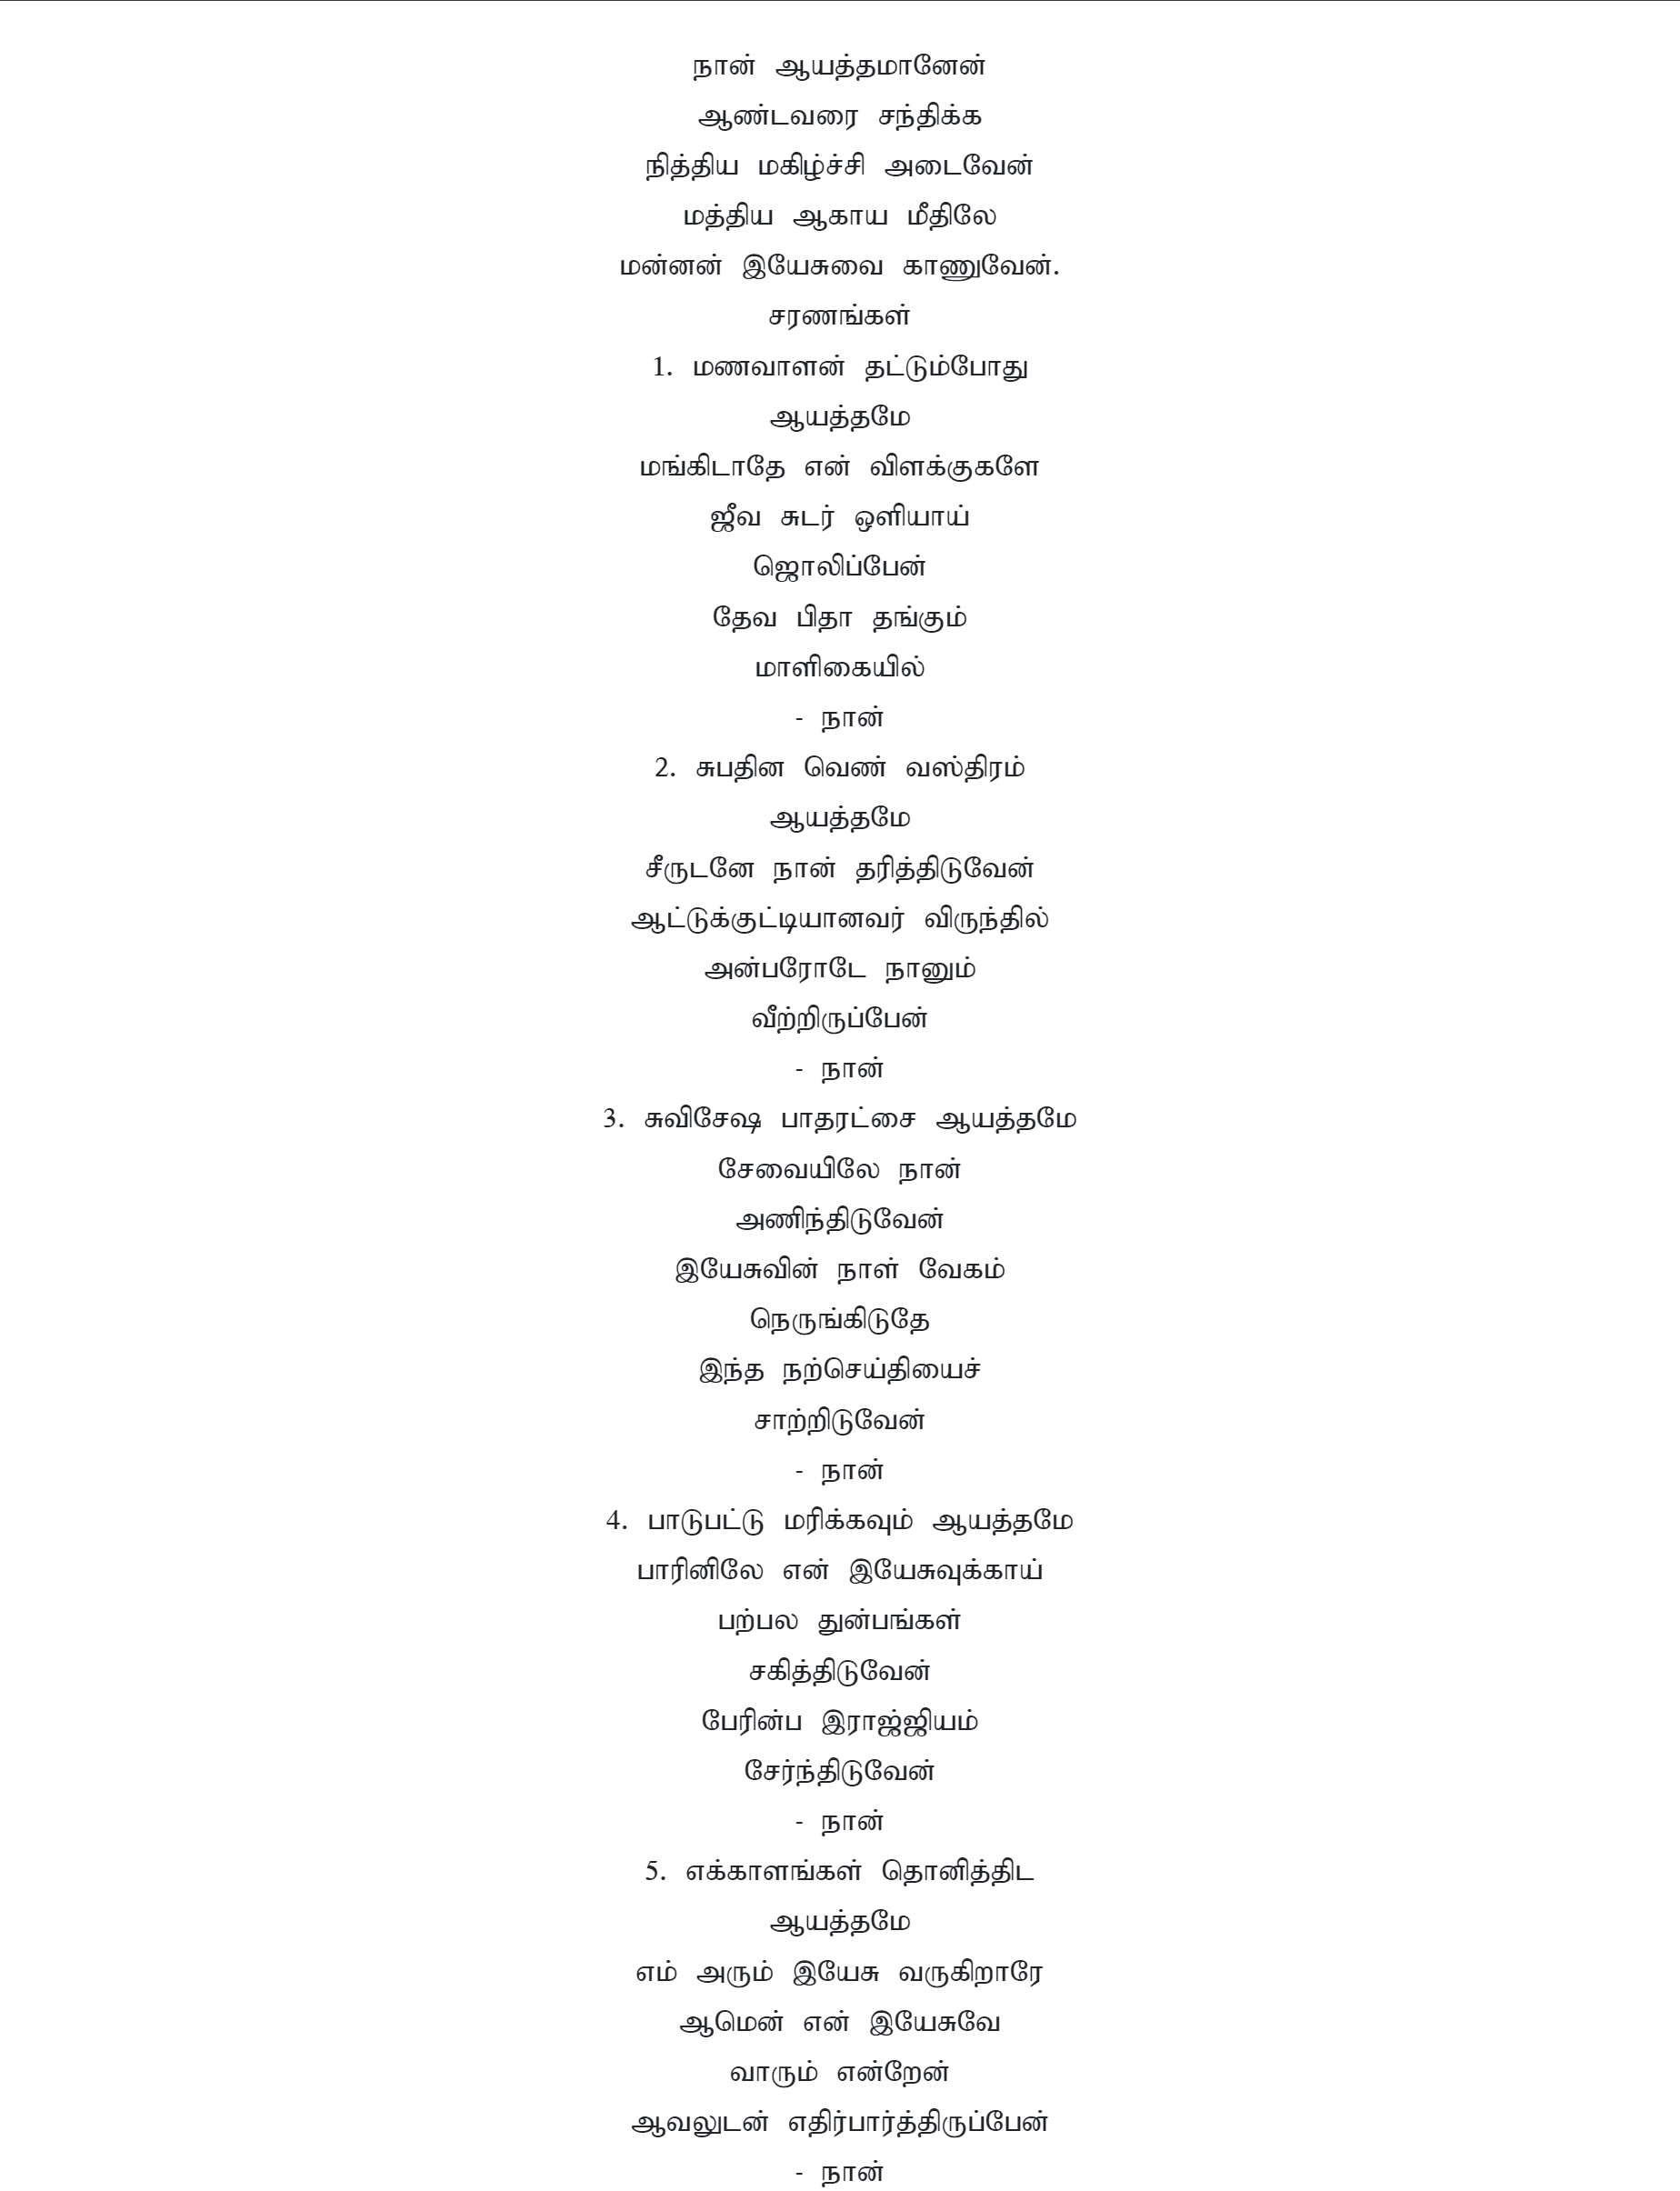 நான் ஆயத்தமானேன்
ஆண்டவரை சந்திக்க
நித்திய மகிழ்ச்சி அடைவேன்
மத்திய ஆகாய மீதிலே
மன்னன் இயேசுவை காணுவேன்.
சரணங்கள்
1. மணவாளன் தட்டும்போது
ஆயத்தமே
மங்கிடாதே என் விளக்குகளே
ஜீவ சுடர் ஒளியாய்
ஜொலிப்பேன்
தேவ பிதா தங்கும்
மாளிகையில்
- நான்
2. சுபதின வெண் வஸ்திரம்
ஆயத்தமே
சீருடனே நான் தரித்திடுவேன்
ஆட்டுக்குட்டியானவர் விருந்தில்
அன்பரோடே நானும்
வீற்றிருப்பேன்
- நான்
3. சுவிசேஷ பாதரட்சை ஆயத்தமே
சேவையிலே நான்
அணிந்திடுவேன்
இயேசுவின் நாள் வேகம்
நெருங்கிடுதே
இந்த நற்செய்தியைச்
சாற்றிடுவேன்
- நான்
4. பாடுபட்டு மரிக்கவும் ஆயத்தமே
பாரினிலே என் இயேசுவுக்காய்
பற்பல துன்பங்கள்
சகித்திடுவேன்
பேரின்ப இராஜ்ஜியம்
சேர்ந்திடுவேன்
- நான்
5. எக்காளங்கள் தொனித்திட
ஆயத்தமே
எம் அரும் இயேசு வருகிறாரே
ஆமென் என் இயேசுவே
வாரும் என்றேன்
ஆவலுடன் எதிர்பார்த்திருப்பேன்
- நான்